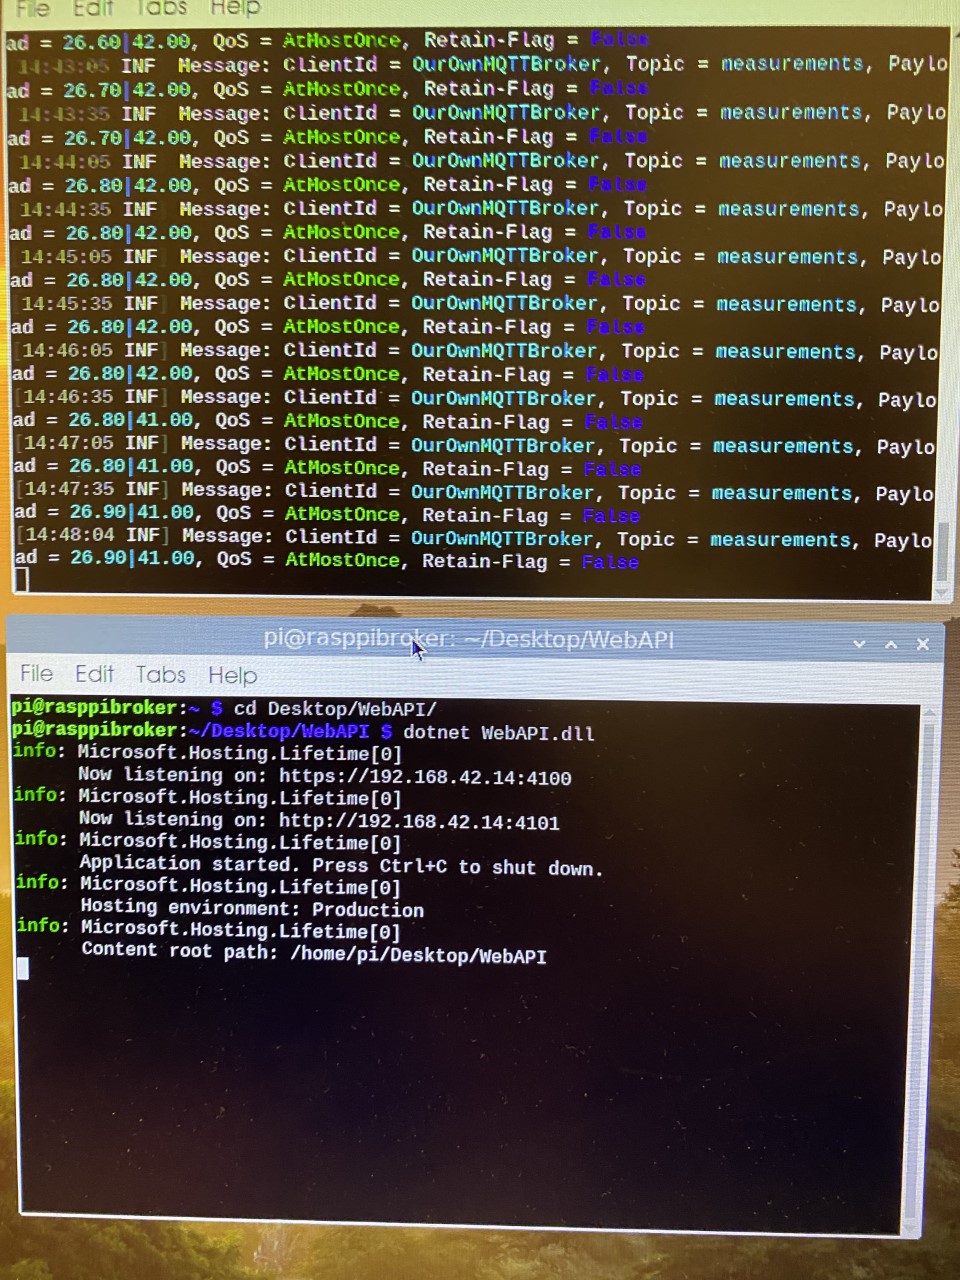 File Edit Tabs Help
ad = 26.60|42.00, QoS = AtMostOnce, Retain-Flag = False
14:43:05 INF Message: ClientId = OurOwnMQTTBroker, Topic = measurements, Paylo
ad = 26.70|42.00, QoS = AtMostOnce, Retain-Flag = False
14:43:35 INF Message: ClientId = OurOwnMQTTBroker, Topic = measurements, Paylo
ad = 26.70|42.00, QoS = AtMostOnce, Retain-Flag = False
14:44:05 INF Message: ClientId = OurOwnMQTTBroker, Topic = measurements, Paylo
ad = 26.80|42.00, QoS = AtMostOnce, Retain-Flag = False
14:44:35 INF Message: ClientId = OurOwnMQTTBroker, Topic = measurements, Paylo
ad = 26.80|42.00, QoS = AtMostOnce, Retain-Flag = False
14:45:05 INF Message: ClientId = OurOwnMQTTBroker, Topic = measurements, Paylo
ad = 26.80|42.00, QoS = AtMostOnce, Retain-Flag = False
[14:45:35 INF] Message: ClientId = OurOwnMQTTBroker, Topic = measurements, Paylo
ad = 26.80|42.00, QoS = AtMostOnce, Retain-Flag = False
[14:46:05 INF] Message: ClientId = OurOwnMQTTBroker, Topic = measurements, Paylo
ad = 26.80|42.00, QoS = AtMostOnce, Retain-Flag = False
[14:46:35 INF] Message: ClientId = OurOwnMQTTBroker, Topic = measurements, Paylo
ad = 26.80|41.00, QoS = AtMostOnce, Retain-Flag = False
[14:47:05 INF] Message: ClientId = OurOwnMQTTBroker, Topic = measurements, Paylo
ad = 26.80|41.00, QoS = AtMostOnce, Retain-Flag = False
[14:47:35 INF] Message: ClientId = OurOwnMQTTBroker, Topic = measurements, Paylo
ad = 26.90|41.00, QoS = AtMostOnce, Retain-Flag = False
[14:48:04 INF] Message: ClientId = OurOwnMQTTBroker, Topic = measurements, Paylo
ad = 26.90|41.00, QoS = AtMostOnce, Retain-Flag = False
pi@rasppibroker: ~/Desktop/WebAPI
File Edit Tabs Help
pi@rasppibroker:~ $ cd Desktop/WebAPI/
pi@rasppibroker:~/Desktop/WebAPI $ dotnet WebAPI.dll
info: Microsoft.Hosting.Lifetime[0]
Now listening on: https://192.168.42.14:4100
info: Microsoft.Hosting.Lifetime[0]
Now listening on: http://192.168.42.14:4101
info: Microsoft.Hosting.Lifetime[0]
Application started. Press Ctrl+C to shut down.
info: Microsoft.Hosting.Lifetime[0]
Hosting environment: Production
info: Microsoft.Hosting.Lifetime[0]
Content root path: /home/pi/Desktop/WebAPI